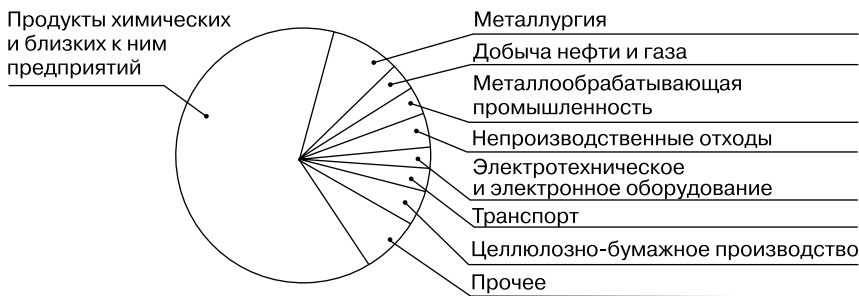 Продукты химических
и близких к ним
предприятий
Металлургия
Добыча нефти и газа
Металлообрабатывающая
промышленность
Непроизводственные отходы
Электротехническое
и электронное оборудование
Транспорт
Целлюлозно-бумажное производство
Прочее